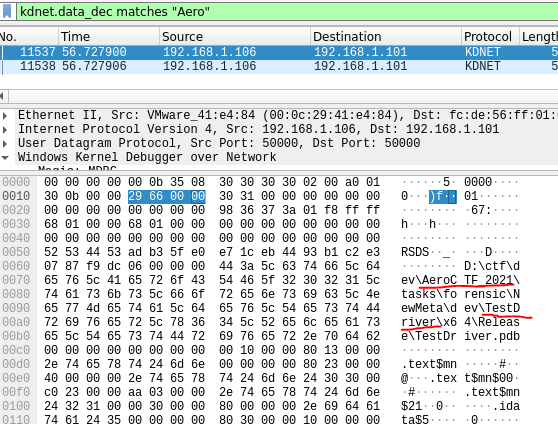 kdnet.data_dec matches "Aero"
No. Time Source Destination Protocol Length
11537 56.727900 192.168.1.106 192.168.1.101 KDNET 5
11538 56.727906 192.168.1.106 192.168.1.101 KDNET 5
Ethernet II, Src: VMware_41:e4:84 (00:0c:29:41:e4:84), Dst: fc:de:56:ff:01:
Internet Protocol Version 4, Src: 192.168.1.106, Dst: 192.168.1.101
User Datagram Protocol, Src Port: 50000, Dst Port: 50000
Windows Kernel Debugger over Network
0000 00 00 00 00 00 0b 35 08 30 30 30 30 02 00 a0 01 ······5· 0000····
0010 30 0b 00 00 29 66 00 00 30 31 00 00 00 00 00 00 0···)f·· 01······
0020 00 00 00 00 00 00 00 00 98 36 37 3a 01 f8 ff ff ········ ·67:····
0030 68 01 00 00 68 01 00 00 00 00 00 00 00 00 00 00 h···h··· ········
0050 52 53 44 53 ad b3 5f e0 e7 1c eb 44 93 b1 c2 e3 RSDS··_· ···D····
0060 07 87 f9 dc 06 00 00 00 44 3a 5c 63 74 66 5c 64 ········ D:\ctf\d
0070 65 76 5c 41 65 72 6f 43 54 46 5f 32 30 32 31 5c ev\AeroC TF_2021\
0080 74 61 73 6b 73 5c 66 6f 72 65 6e 73 69 63 5c 4e tasks\fo rensic\N
0090 65 77 4d 65 74 61 5c 64 65 76 5c 54 65 73 74 44 ewMeta\d ev\TestD
00a0 72 69 76 65 72 5c 78 36 34 5c 52 65 6c 65 61 73 river\x6 4\Releas
00b0 65 5c 54 65 73 74 44 72 69 76 65 72 2e 70 64 62 e\TestDr iver.pdb
00c0 00 00 00 00 00 00 00 00 00 10 00 00 80 13 00 00
00d0 2e 74 65 78 74 24 6d 6e 00 00 00 00 80 23 00 00 .text$mn ·····#··
00e0 40 00 00 00 2e 74 65 78 74 24 6d 6e 24 30 30 00 @····.tex t$mn$00·
00f0 c0 23 00 00 aa 03 00 00 2e 74 65 78 74 24 6d 6e ·#······ .text$mn
0100 24 32 31 00 00 30 00 00 80 00 00 00 2e 69 64 61 $21··0·· ····.ida
0110 74 61 24 35 00 00 00 00 80 30 00 00 10 00 00 00 ta$5···· ·0······